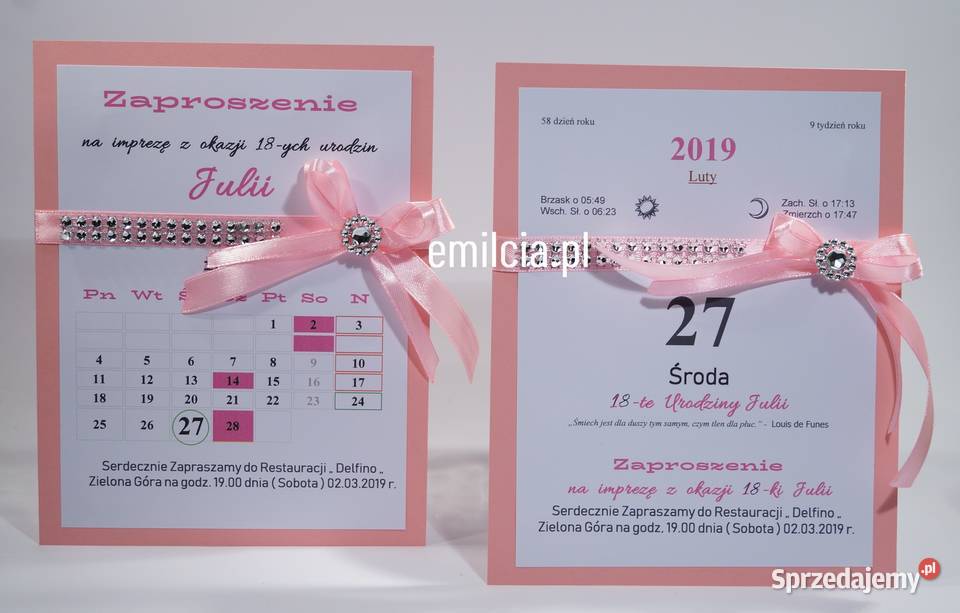 Zaproszenie
na imprezę z okazji 18-ych urodzin
Julii
Pn Wt Pt So N
1 2 3
4 5 6 7 8 9 10
11 12 13 14 15 16 17
18 19 20 21 22 23 24
25 26 27 28
Serdecznie Zapraszamy do Restauracji „ Delfino „
Zielona Góra na godz. 19.00 dnia ( Sobota ) 02.03.2019 r.
58 dzień roku
9 tydzień roku
2019
Luty
Brzask o 05:49
Wsch. Sł. o 06:23
Zach. Sł. o 17:13
Zmierzch o 17:47
emilcia.pl
27
Środa
18-te Urodziny Julii
„Śmiech jest dla duszy tym samym, czym tlen dla płuc.” - Louis de Funes
Zaproszenie
na imprezę z okazji 18-ki Julii
Serdecznie Zapraszamy do Restauracji „ Delfino „
Zielona Góra na godz. 19.00 dnia ( Sobota ) 02.03.2019 r.
Sprzedajemy.pl